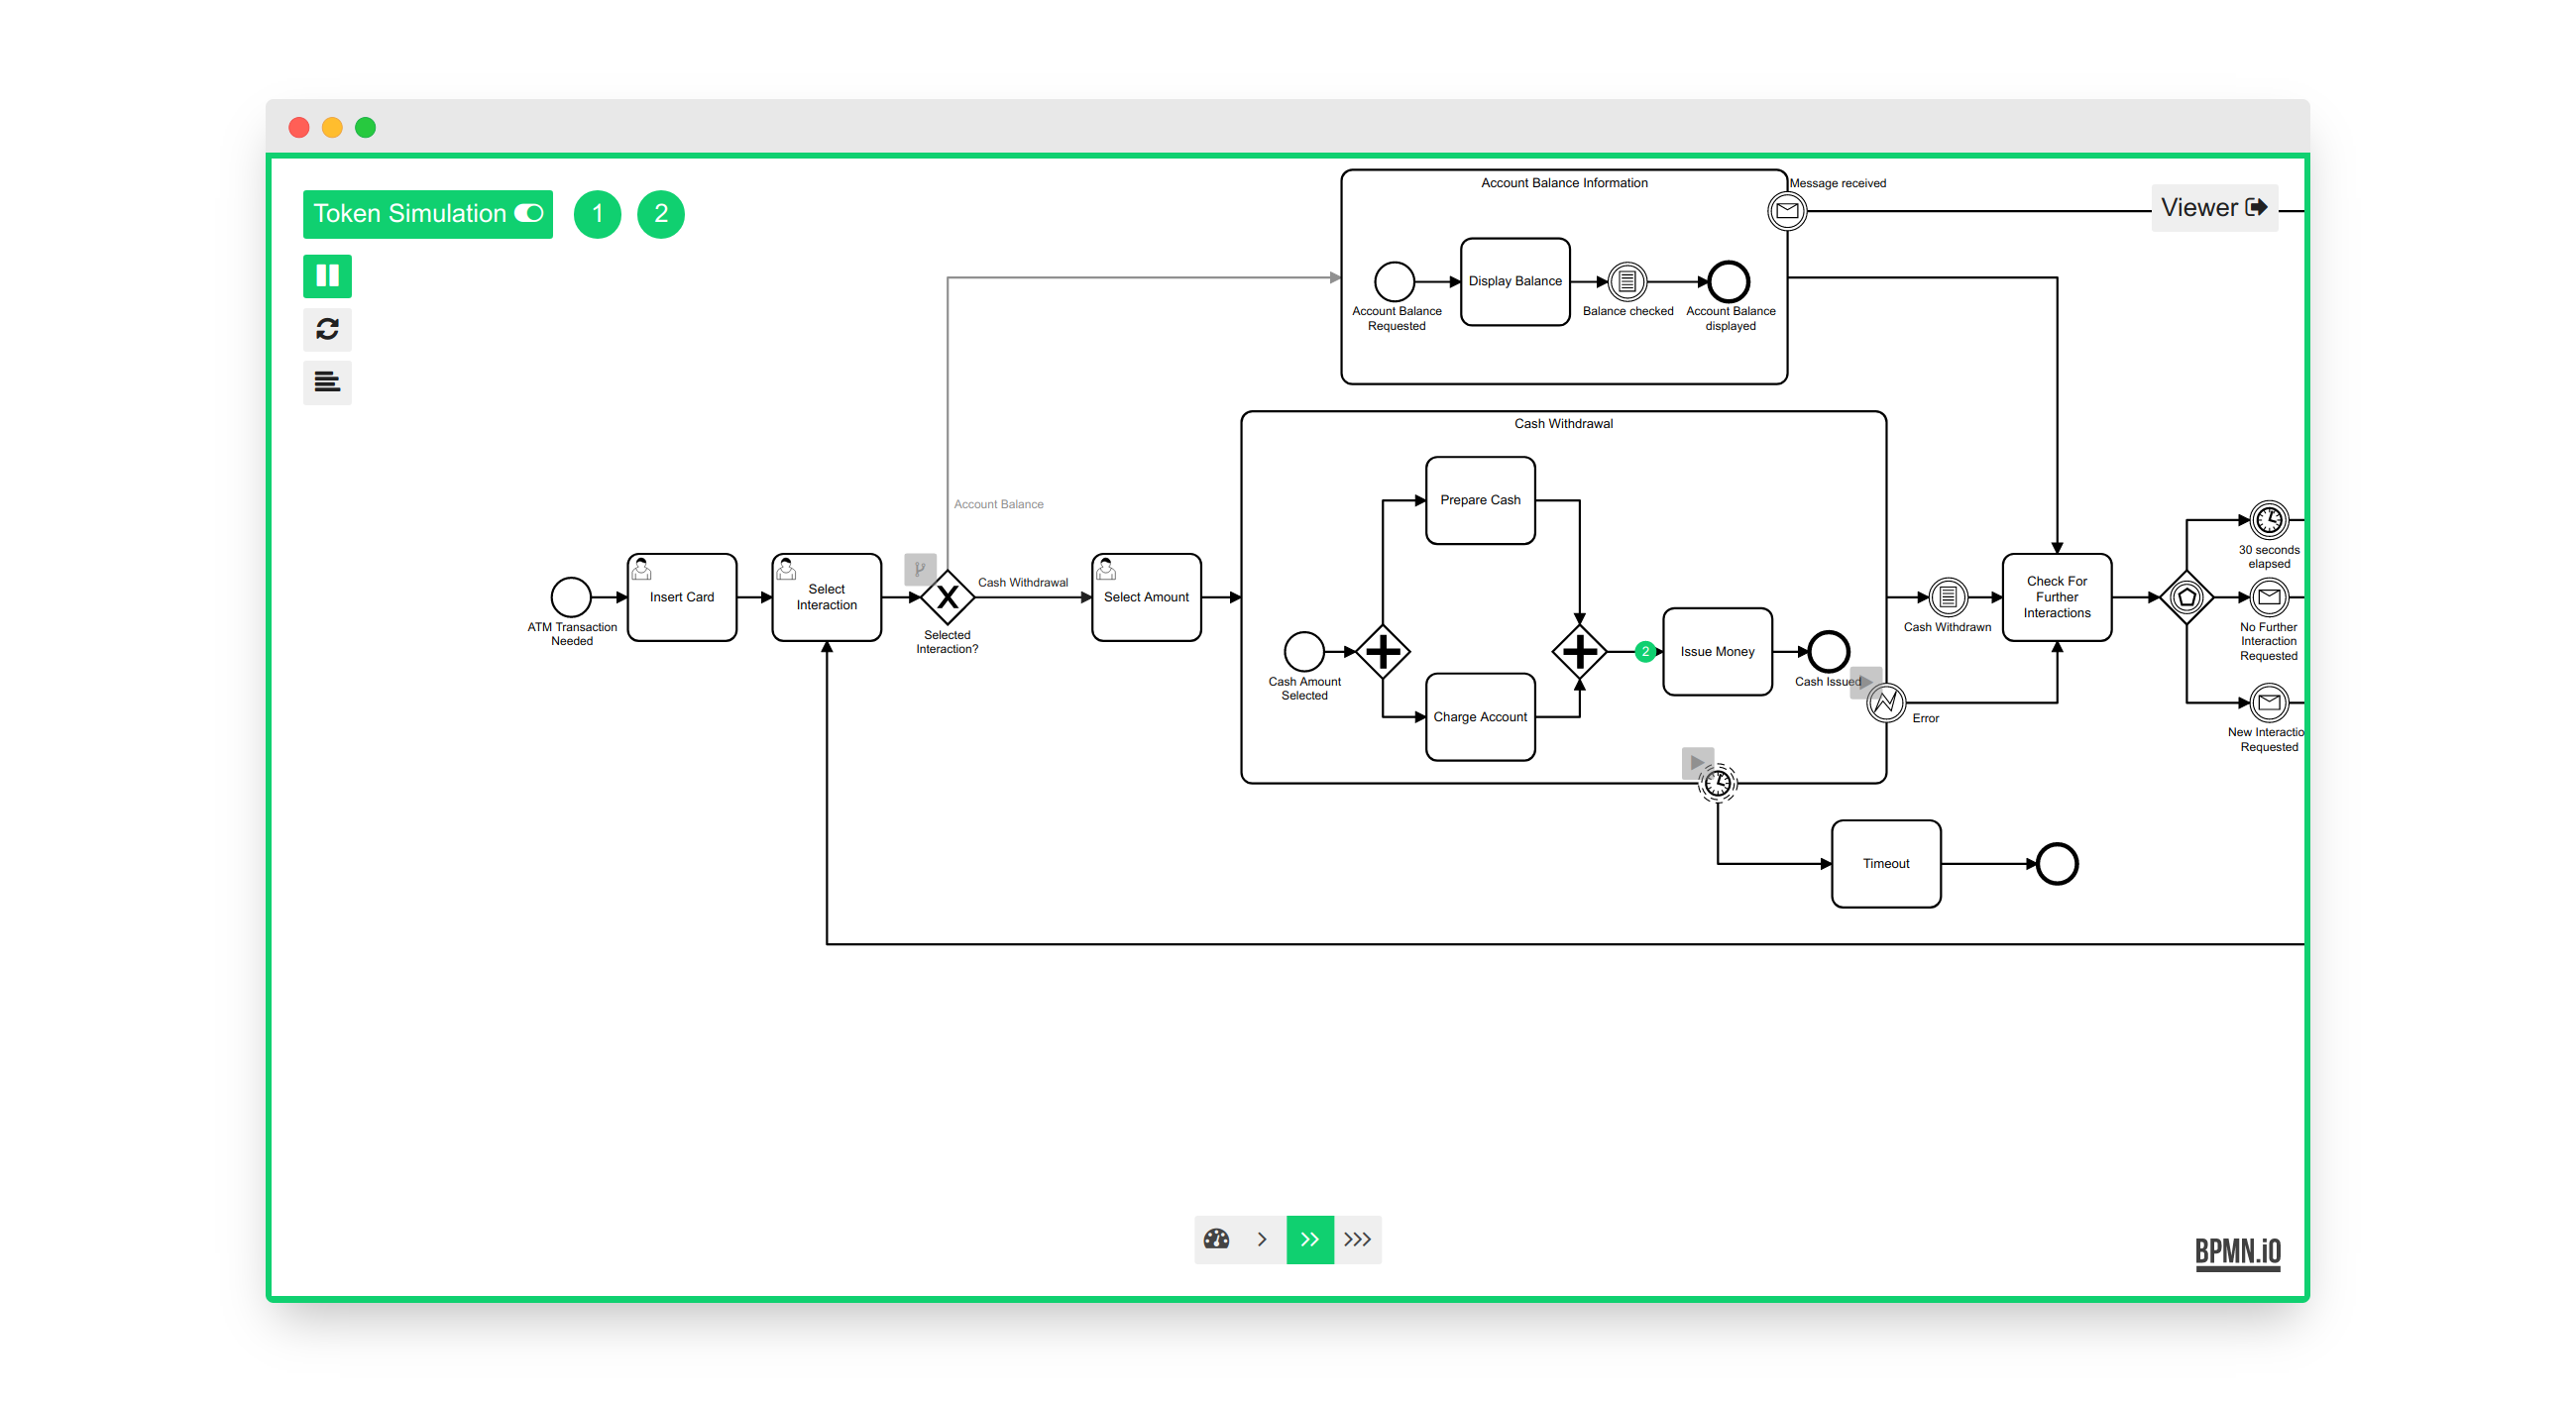 Token Simulation
1
2
Viewer
Account Balance Information
Message received
Display Balance
Account Balance
Requested
Balance checked
Account Balance
displayed
Cash Withdrawal
Prepare Cash
Account Balance
ATM Transaction
Needed
Insert Card
Select
Interaction
Selected
Interaction?
Cash Withdrawal
Select Amount
Cash Amount
Selected
Charge Account
2
Issue Money
Cash Issued
Error
Cash Withdrawn
Check For
Further
Interactions
30 seconds
elapsed
No Further
Interaction
Requested
New Interactio
Requested
Timeout
BPMN.iO